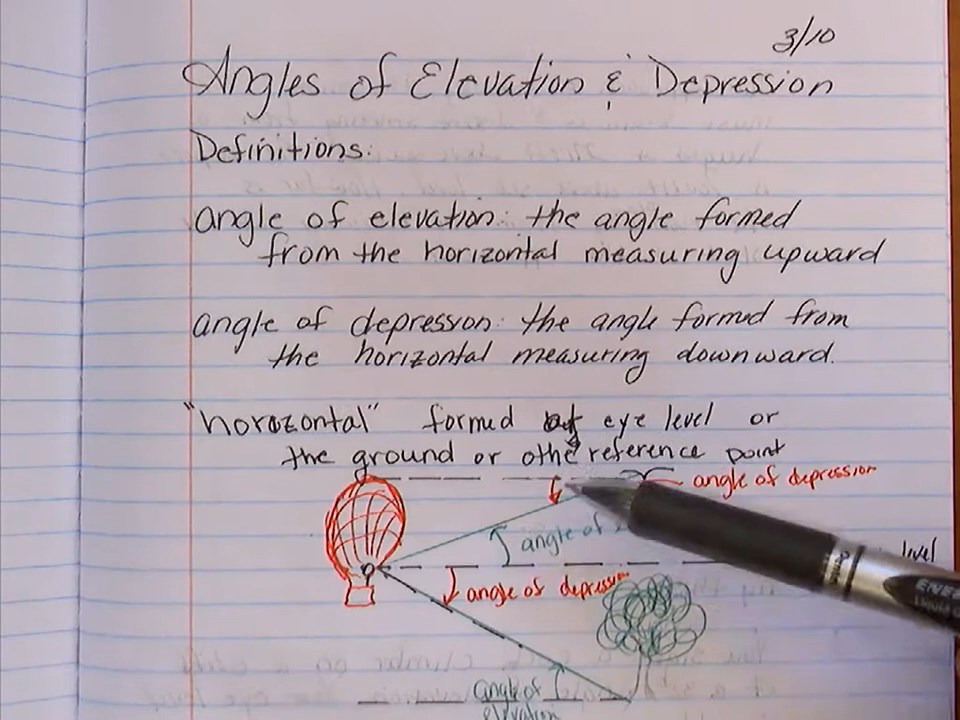 3/10
Angles of Elevation & Depression
Definitions:
angle of elevation: the angle formed
from the horizontal measuring upward
angle of depression: the angle formed from
the horizontal measuring downward.
"horozontal" formed by eye level or
the ground or other reference point
angle of depression
angle of
level
angle of depression
angle of
elevation